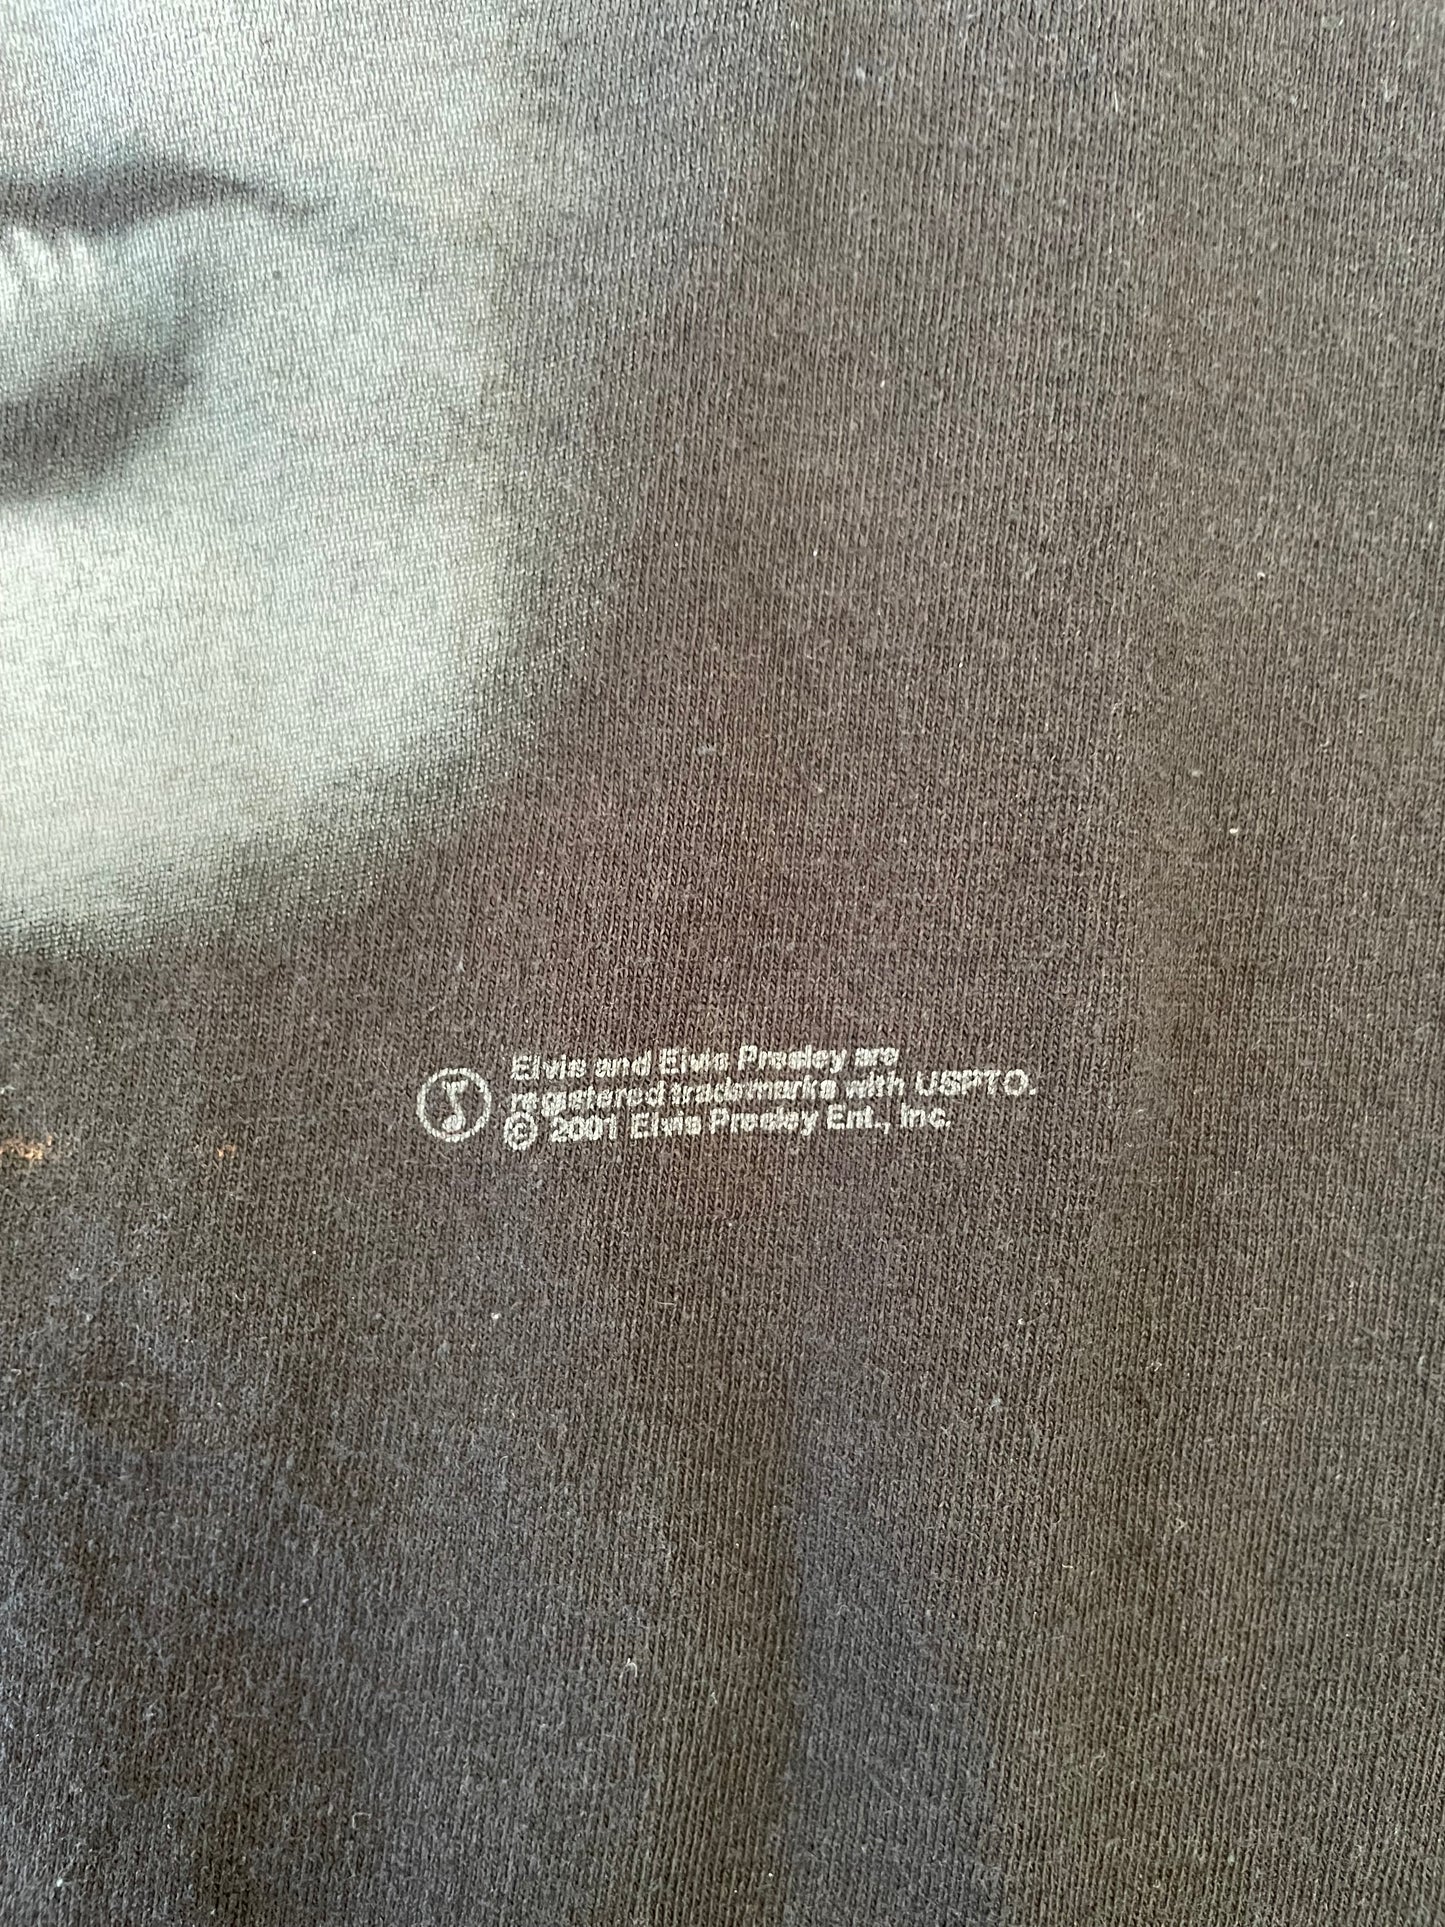 Elvis and Elvis Presley are
registered trademarks with USPTO.
© 2001 Elvis Presley Ent., Inc.